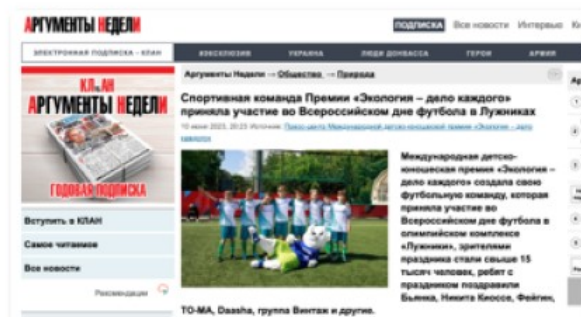 АРГУМЕНТЫ НЕДЕЛИ
ПОДПИСКА Все новости Интервью
ЭЛЕКТРОННАЯ ПОДПИСКА - КЛАН
#ЭКСКЛЮЗИВ УКРАИНА ЛЮДИ ДОНБАССА ГЕРОИ АРМИЯ
КЛАН
АРГУМЕНТЫ НЕДЕЛИ
ГОДОВАЯ ПОДПИСКА
Вступить в КЛАН
Самое читаемое
Все новости
Рекомендации
Аргументы Недели → Общество → Природа
Спортивная команда Премии «Экология – дело каждого»
приняла участие во Всероссийском дне футбола в Лужниках
10 июня 2023, 20:23 Источник: Пресс-центр Международной детско-юношеской премии «Экология – дело
каждого»
Международная детско-
юношеская премия «Экология –
дело каждого» создала свою
футбольную команду, которая
приняла участие во
Всероссийском дне футбола в
олимпийском комплексе
«Лужники», зрителями
праздника стали свыше 15
тысяч человек, ребят с
праздником поздравили
Бьянка, Никита Киоссе, Фейгин,
TO-MA, Daasha, группа Винтаж и другие.